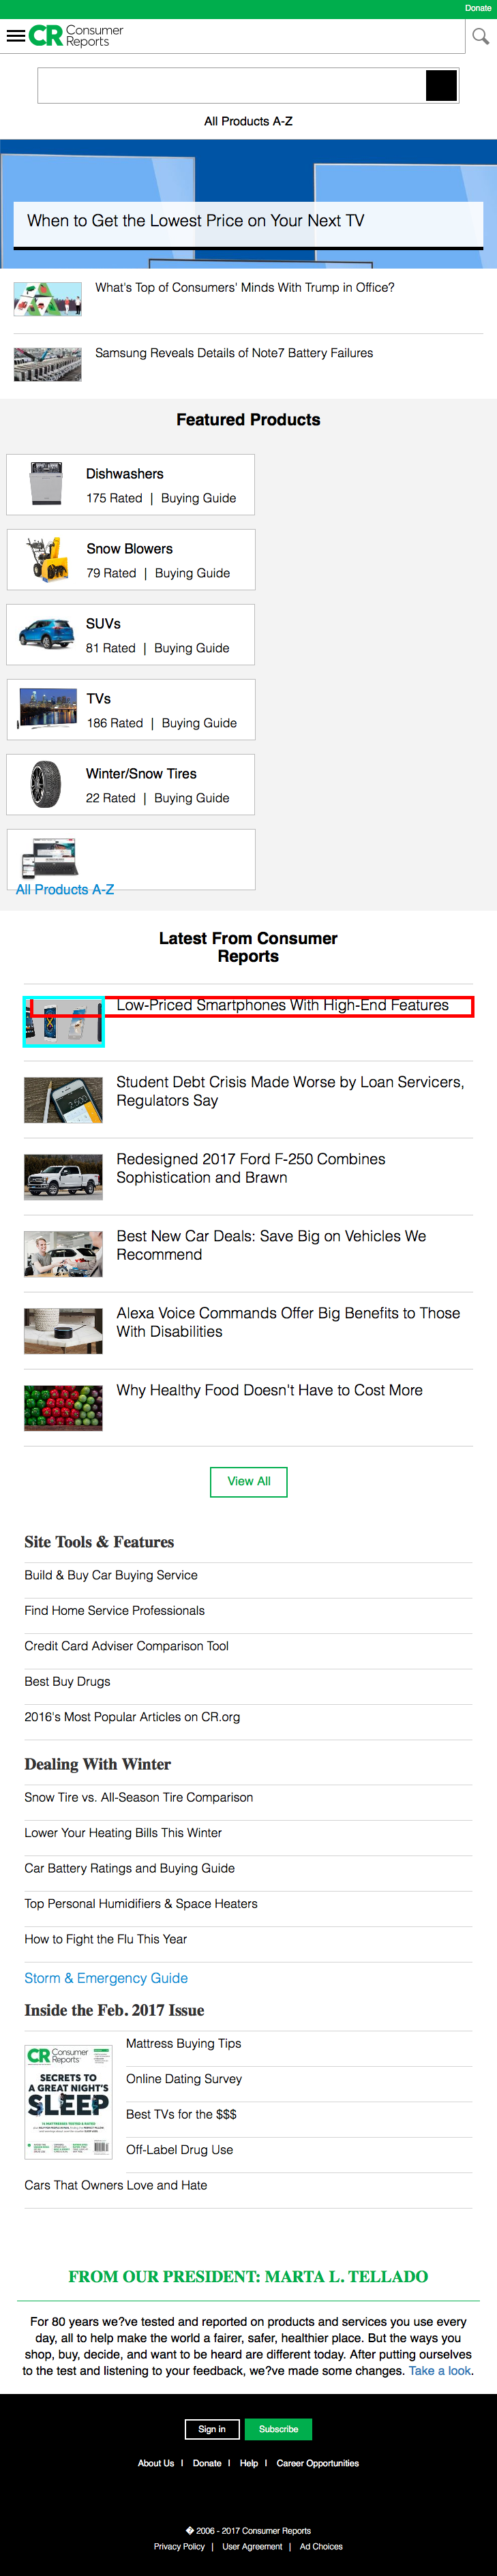 Donate
CR Consumer Reports
All Products A-Z
When to Get the Lowest Price on Your Next TV
What's Top of Consumers' Minds With Trump in Office?
Samsung Reveals Details of Note7 Battery Failures
Featured Products
Dishwashers
175 Rated | Buying Guide
Snow Blowers
79 Rated | Buying Guide
SUVs
81 Rated | Buying Guide
TVs
186 Rated | Buying Guide
Winter/Snow Tires
22 Rated | Buying Guide
All Products A-Z
Latest From Consumer
Reports
Low-Priced Smartphones With High-End Features
Student Debt Crisis Made Worse by Loan Servicers,
Regulators Say
Redesigned 2017 Ford F-250 Combines
Sophistication and Brawn
Best New Car Deals: Save Big on Vehicles We
Recommend
Alexa Voice Commands Offer Big Benefits to Those
With Disabilities
Why Healthy Food Doesn't Have to Cost More
View All
Site Tools & Features
Build & Buy Car Buying Service
Find Home Service Professionals
Credit Card Adviser Comparison Tool
Best Buy Drugs
2016's Most Popular Articles on CR.org
Dealing With Winter
Snow Tire vs. All-Season Tire Comparison
Lower Your Heating Bills This Winter
Car Battery Ratings and Buying Guide
Top Personal Humidifiers & Space Heaters
How to Fight the Flu This Year
Storm & Emergency Guide
Inside the Feb. 2017 Issue
CR Consumer Reports
SECRETS TO
A GREAT NIGHT'S
SLEEP
Mattress Buying Tips
Online Dating Survey
Best TVs for the $$$
Off-Label Drug Use
Cars That Owners Love and Hate
FROM OUR PRESIDENT: MARTA L. TELLADO
For 80 years we?ve tested and reported on products and services you use every
day, all to help make the world a fairer, safer, healthier place. But the ways you
shop, buy, decide, and want to be heard are different today. After putting ourselves
to the test and listening to your feedback, we?ve made some changes. Take a look.
Sign in
Subscribe
About Us | Donate | Help | Career Opportunities
� 2006 - 2017 Consumer Reports
Privacy Policy | User Agreement | Ad Choices